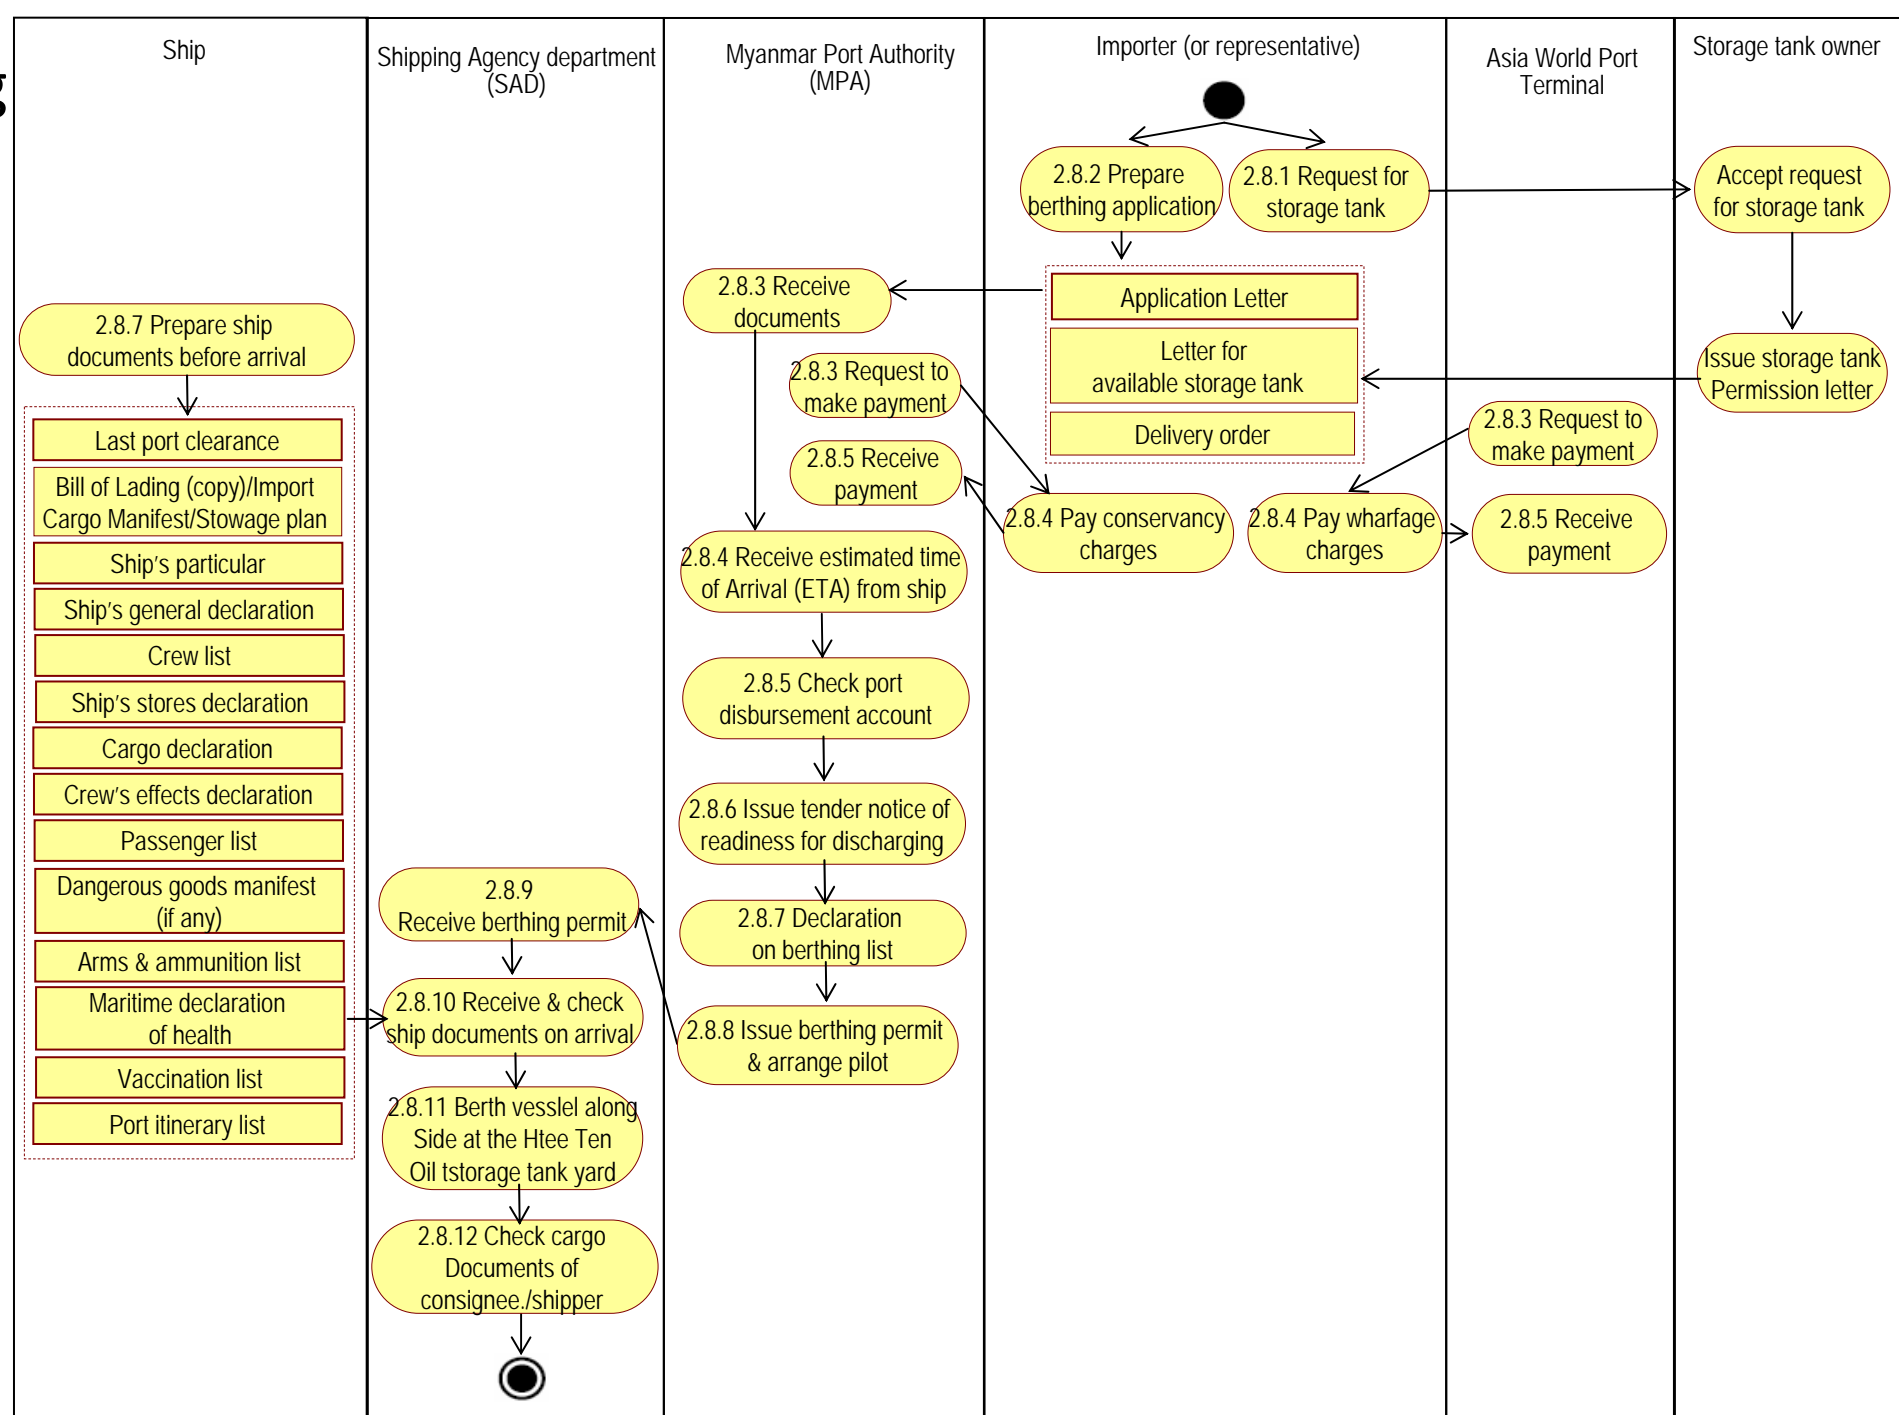 Ship
Shipping Agency department
(SAD)
Myanmar Port Authority
(MPA)
Importer (or representative)
Asia World Port
Terminal
Storage tank owner
g
2.8.7 Prepare ship
documents before arrival
Last port clearance
Bill of Lading (copy)/Import
Cargo Manifest/Stowage plan
Ship's particular
Ship's general declaration
Crew list
Ship's stores declaration
Cargo declaration
Crew's effects declaration
Passenger list
Dangerous goods manifest
(if any)
Arms & ammunition list
Maritime declaration
of health
Vaccination list
Port itinerary list
2.8.9
Receive berthing permit
2.8.10 Receive & check
ship documents on arrival
2.8.11 Berth vesslel along
Side at the Htee Ten
Oil tstorage tank yard
2.8.12 Check cargo
Documents of
consignee./shipper
2.8.3 Receive
documents
2.8.3 Request to
make payment
2.8.5 Receive
payment
2.8.4 Receive estimated time
of Arrival (ETA) from ship
2.8.5 Check port
disbursement account
2.8.6 Issue tender notice of
readiness for discharging
2.8.7 Declaration
on berthing list
2.8.8 Issue berthing permit
& arrange pilot
2.8.2 Prepare
berthing application
2.8.1 Request for
storage tank
Application Letter
Letter for
available storage tank
Delivery order
2.8.4 Pay conservancy
charges
2.8.4 Pay wharfage
charges
2.8.3 Request to
make payment
2.8.5 Receive
payment
Accept request
for storage tank
Issue storage tank
Permission letter